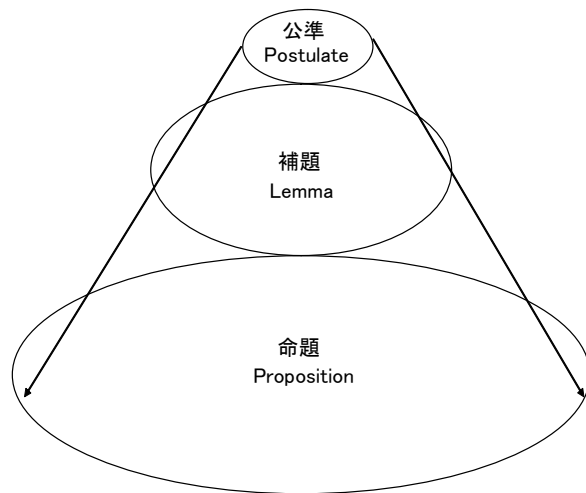 公準
Postulate
補題
Lemma
命題
Proposition